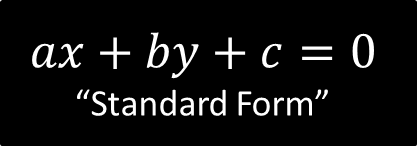 ax + by + c = 0
“Standard Form”